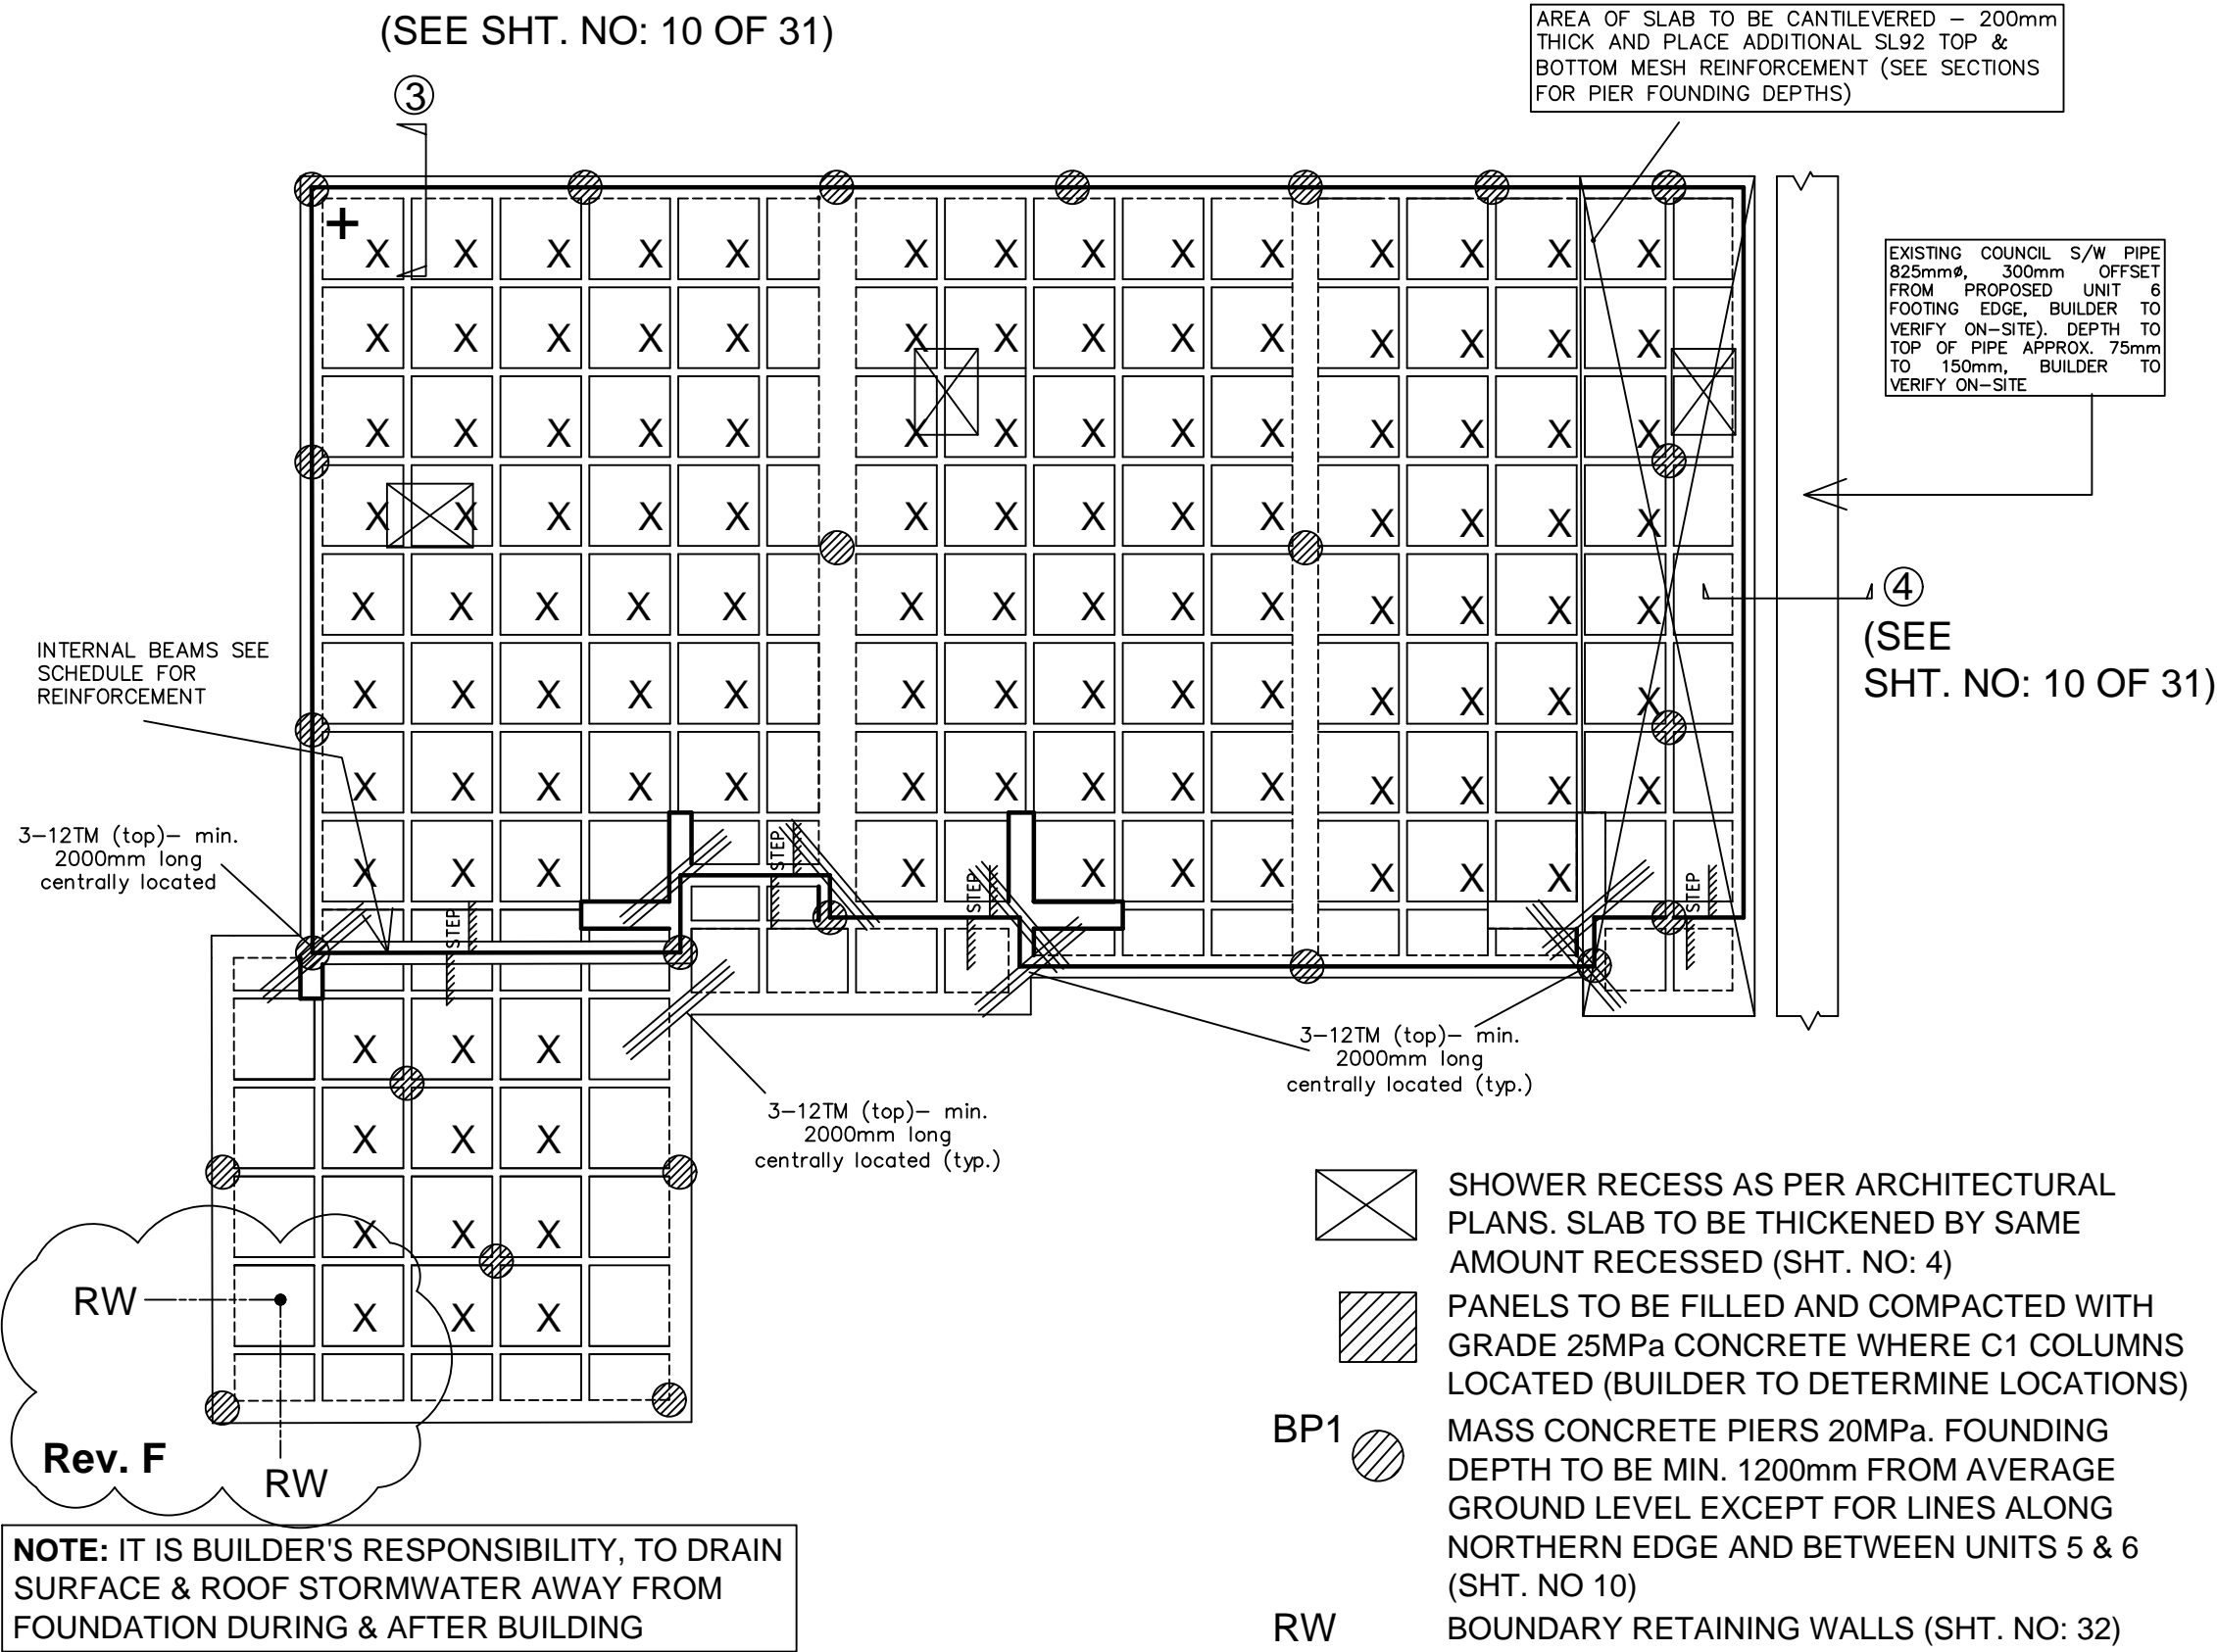 (SEE SHT. NO: 10 OF 31)
3
AREA OF SLAB TO BE CANTILEVERED – 200mm
THICK AND PLACE ADDITIONAL SL92 TOP &
BOTTOM MESH REINFORCEMENT (SEE SECTIONS
FOR PIER FOUNDING DEPTHS)
+
X X X X X X X X X X X X X X
X X X X X X X X X X X X X X
X X X X X X X X X X X X X X
X X X X X X X X X X X X X X
X X X X X X X X X X X X X X
X X X X X X X X X X X X X X
X X X X X X X X X X X X X X
X X X X X X X X X X
EXISTING COUNCIL S/W PIPE
825mmø, 300mm OFFSET
FROM PROPOSED UNIT 6
FOOTING EDGE, BUILDER TO
VERIFY ON–SITE). DEPTH TO
TOP OF PIPE APPROX. 75mm
TO 150mm, BUILDER TO
VERIFY ON–SITE
4
(SEE
SHT. NO: 10 OF 31)
INTERNAL BEAMS SEE
SCHEDULE FOR
REINFORCEMENT
3–12TM (top)– min.
2000mm long
centrally located
STEP
STEP
STEP
STEP
X X X
X X X
X X X
X X X
3–12TM (top)– min.
2000mm long
centrally located (typ.)
3–12TM (top)– min.
2000mm long
centrally located (typ.)
RW
Rev. F
RW
NOTE: IT IS BUILDER'S RESPONSIBILITY, TO DRAIN
SURFACE & ROOF STORMWATER AWAY FROM
FOUNDATION DURING & AFTER BUILDING
SHOWER RECESS AS PER ARCHITECTURAL
PLANS. SLAB TO BE THICKENED BY SAME
AMOUNT RECESSED (SHT. NO: 4)
PANELS TO BE FILLED AND COMPACTED WITH
GRADE 25MPa CONCRETE WHERE C1 COLUMNS
LOCATED (BUILDER TO DETERMINE LOCATIONS)
BP1 MASS CONCRETE PIERS 20MPa. FOUNDING
DEPTH TO BE MIN. 1200mm FROM AVERAGE
GROUND LEVEL EXCEPT FOR LINES ALONG
NORTHERN EDGE AND BETWEEN UNITS 5 & 6
(SHT. NO 10)
RW BOUNDARY RETAINING WALLS (SHT. NO: 32)